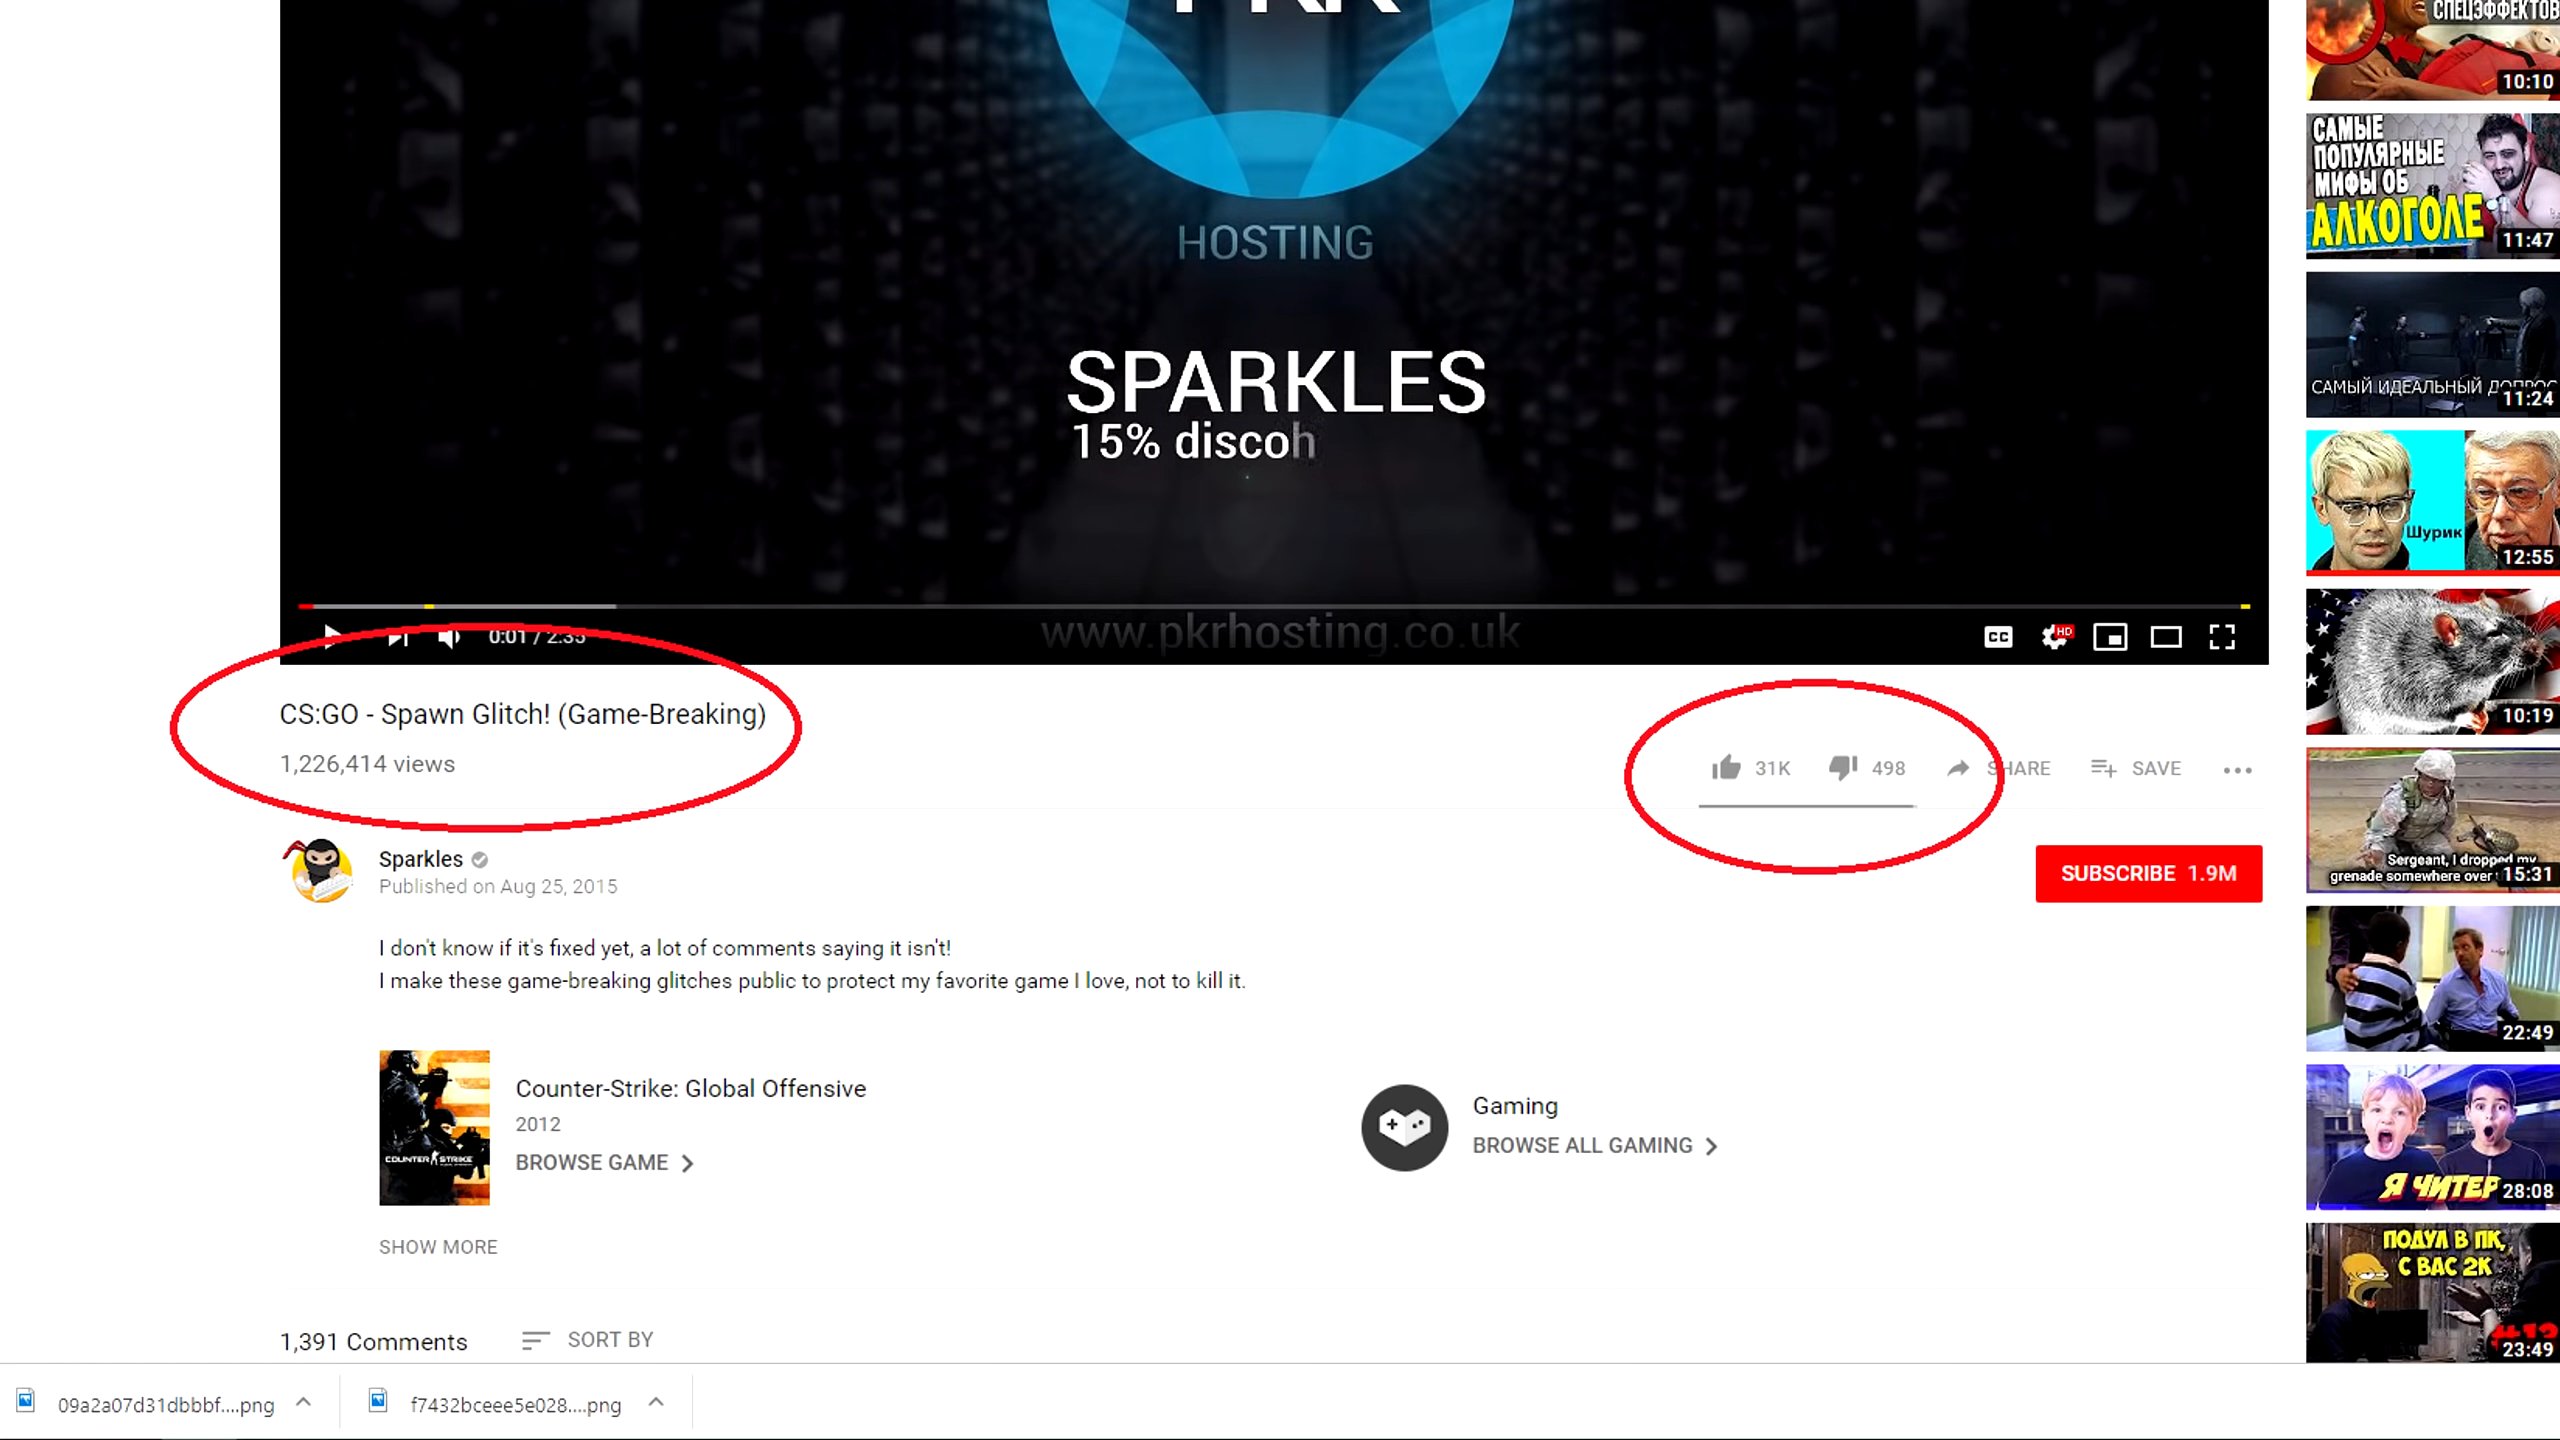 HOSTING
SPARKLES
15% disco
www.pkrhosting.co.uk
0:01 / 2:35
CC
HD
CS:GO - Spawn Glitch! (Game-Breaking)
1,226,414 views
31K
498
SHARE
SAVE
Sparkles
Published on Aug 25, 2015
SUBSCRIBE 1.9M
I don't know if it's fixed yet, a lot of comments saying it isn't!
I make these game-breaking glitches public to protect my favorite game I love, not to kill it.
COUNTER STRIKE
Counter-Strike: Global Offensive
2012
BROWSE GAME
Gaming
BROWSE ALL GAMING
SHOW MORE
1,391 Comments
SORT BY
09a2a07d31dbbbf....png
f7432bceee5e028....png
СПЕЦЭФФЕКТОВ
10:10
САМЫЕ
ПОПУЛЯРНЫЕ
МИФЫ ОБ
АЛКОГОЛЕ
11:47
САМЫЙ ИДЕАЛЬНЫЙ ДОПРОС
11:24
Шурик
12:55
10:19
Sergeant, I dropped my
grenade somewhere over
15:31
22:49
Я ЧИТЕР
28:08
ПОДУЛ В ПК,
С ВАС 2К
23:49